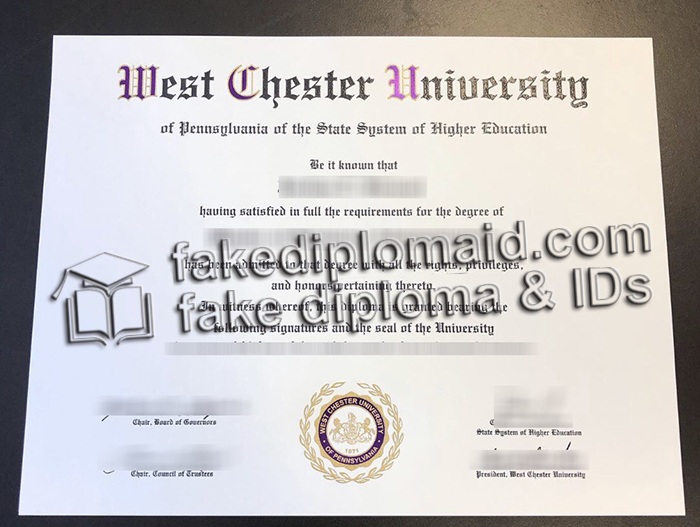 West Chester University
of Pennsylvania of the State System of Higher Education
Be it known that
having satisfied in full the requirements for the degree of
fakediplomaid.com
has been admitted to that degree with all the rights, privileges,
and honors pertaining thereto
fake diploma & IDs
In witness whereof, this diploma is granted bearing the
following signatures and the seal of the University
Chair, Board of Governors
State System of Higher Education
Chair, Council of Trustees
President, West Chester University
WEST CHESTER UNIVERSITY
OF PENNSYLVANIA
1871